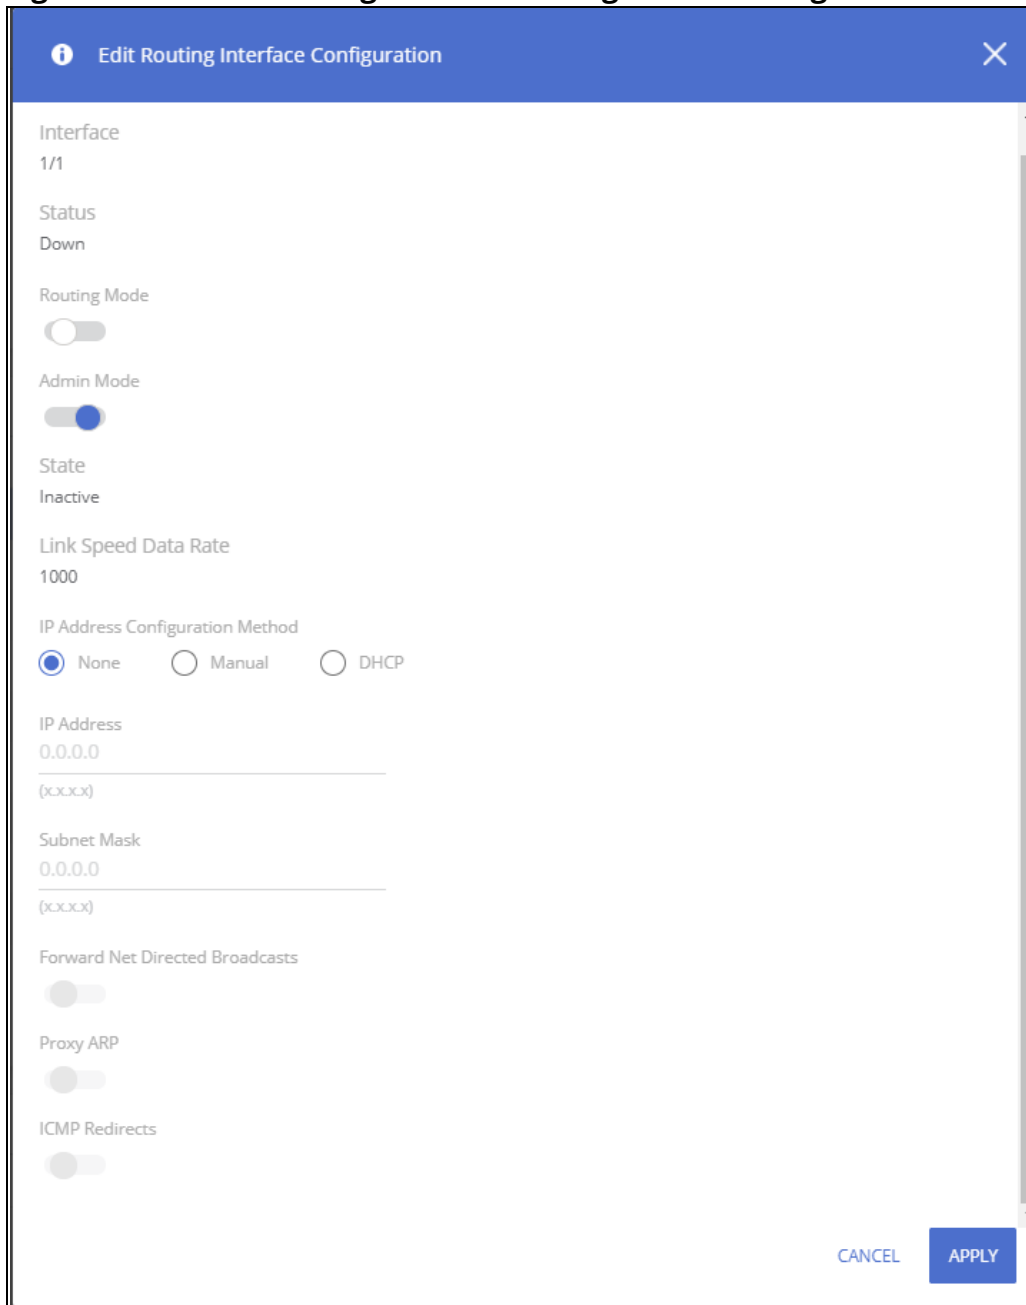 Edit Routing Interface Configuration
Interface
1/1
Status
Down
Routing Mode
Admin Mode
State
Inactive
Link Speed Data Rate
1000
IP Address Configuration Method
None Manual DHCP
IP Address
0.0.0.0
(x.x.x.x)
Subnet Mask
0.0.0.0
(x.x.x.x)
Forward Net Directed Broadcasts
Proxy ARP
ICMP Redirects
CANCEL APPLY